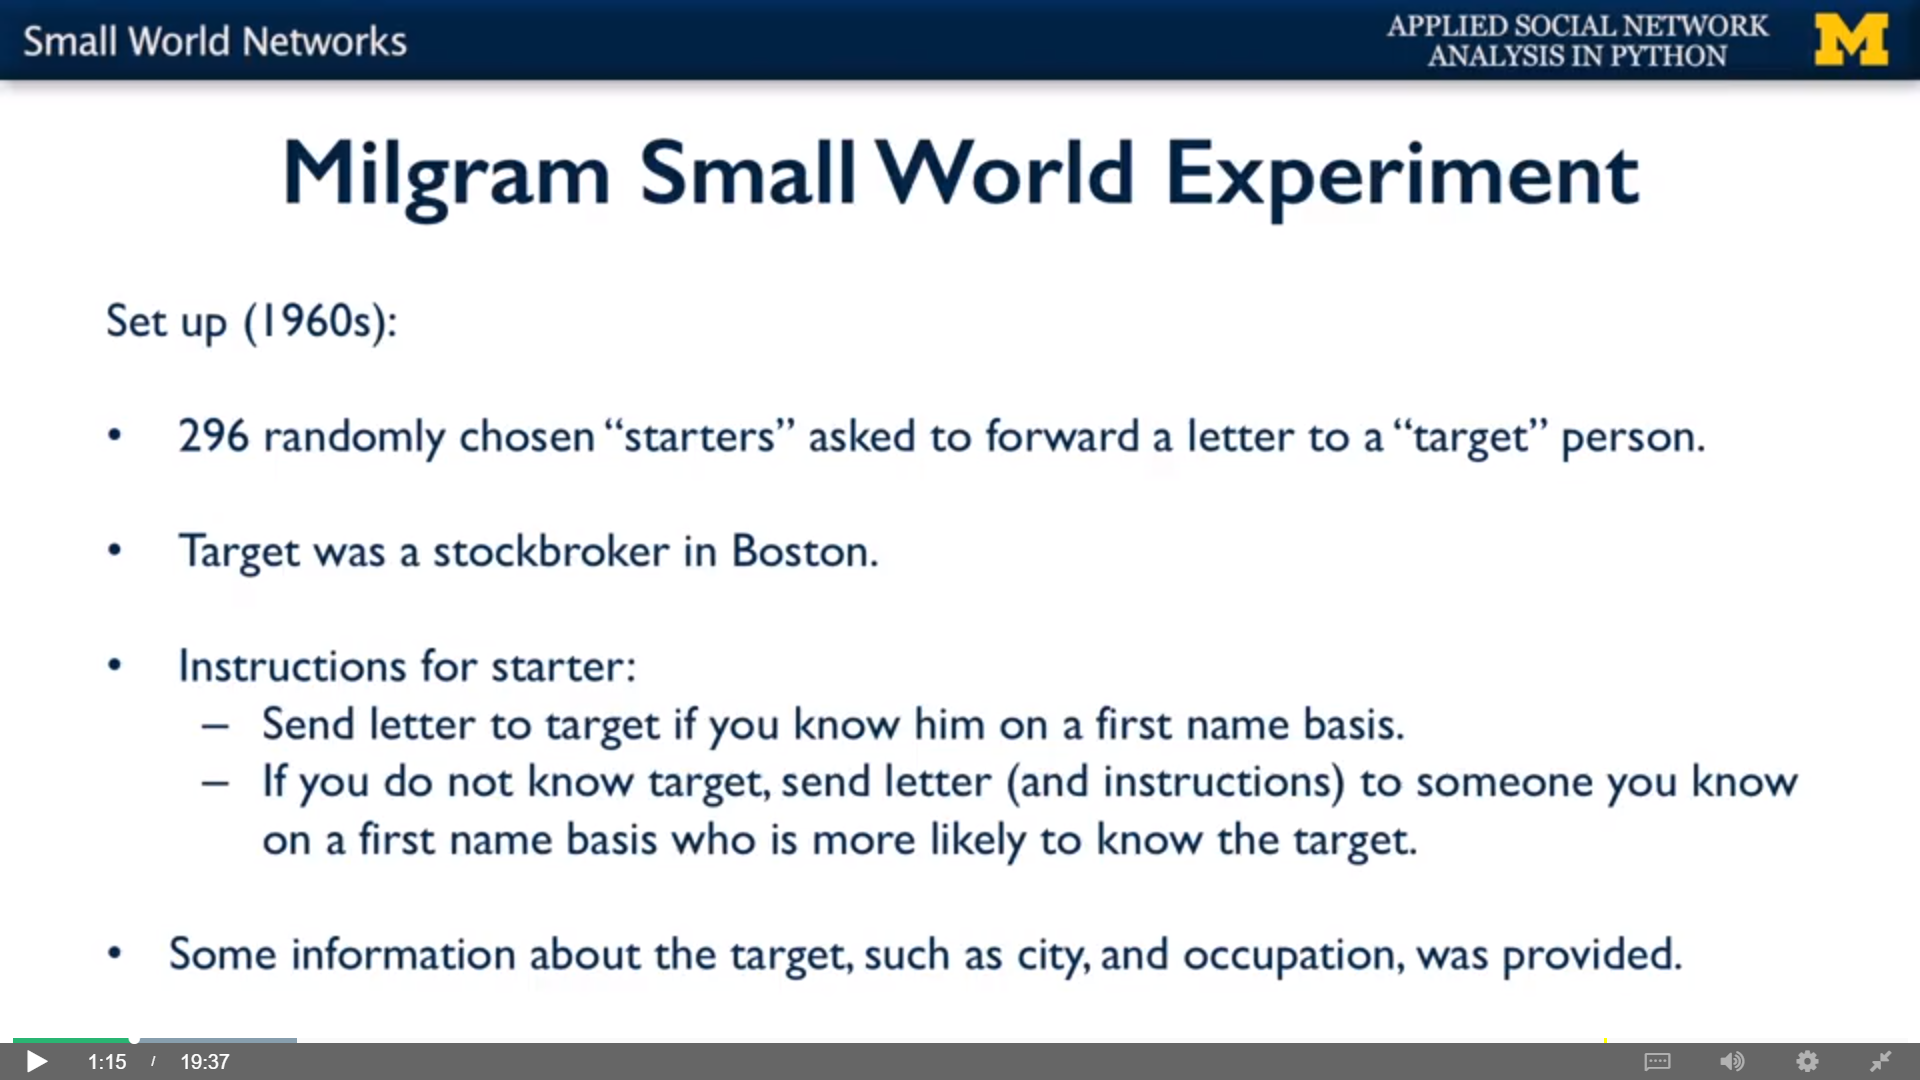 Small World Networks
APPLIED SOCIAL NETWORK
ANALYSIS IN PYTHON
M
Milgram Small World Experiment
Set up (1960s):
• 296 randomly chosen “starters” asked to forward a letter to a “target” person.
• Target was a stockbroker in Boston.
• Instructions for starter:
– Send letter to target if you know him on a first name basis.
– If you do not know target, send letter (and instructions) to someone you know
on a first name basis who is more likely to know the target.
• Some information about the target, such as city, and occupation, was provided.
1:15 / 19:37